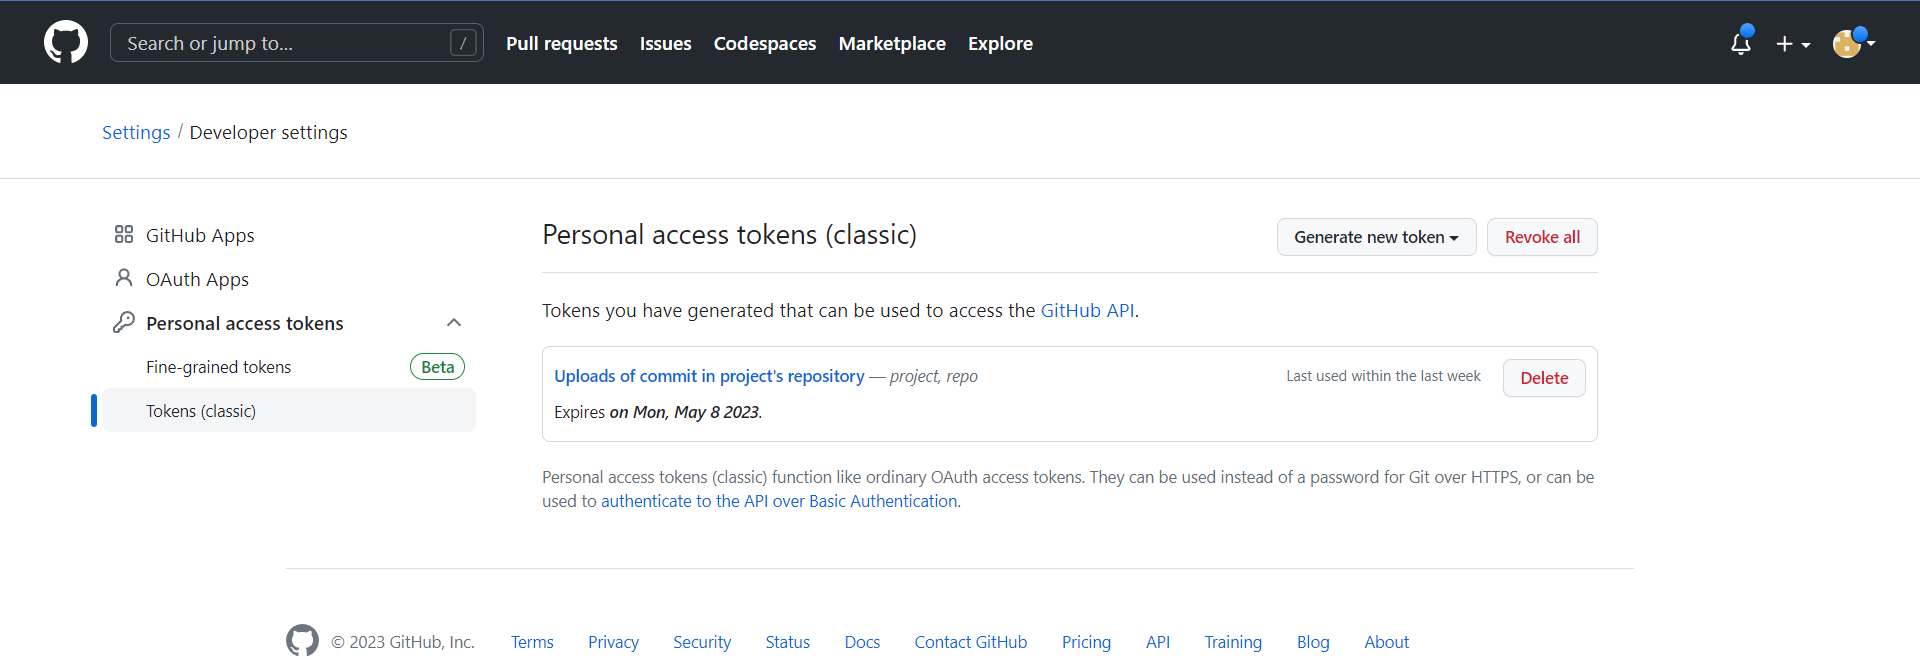 Search or jump to... /
Pull requests Issues Codespaces Marketplace Explore
Settings / Developer settings
GitHub Apps
OAuth Apps
Personal access tokens
Fine-grained tokens Beta
Tokens (classic)
Personal access tokens (classic)
Generate new token Revoke all
Tokens you have generated that can be used to access the GitHub API.
Uploads of commit in project's repository — project, repo Last used within the last week Delete
Expires on Mon, May 8 2023.
Personal access tokens (classic) function like ordinary OAuth access tokens. They can be used instead of a password for Git over HTTPS, or can be
used to authenticate to the API over Basic Authentication.
© 2023 GitHub, Inc. Terms Privacy Security Status Docs Contact GitHub Pricing API Training Blog About